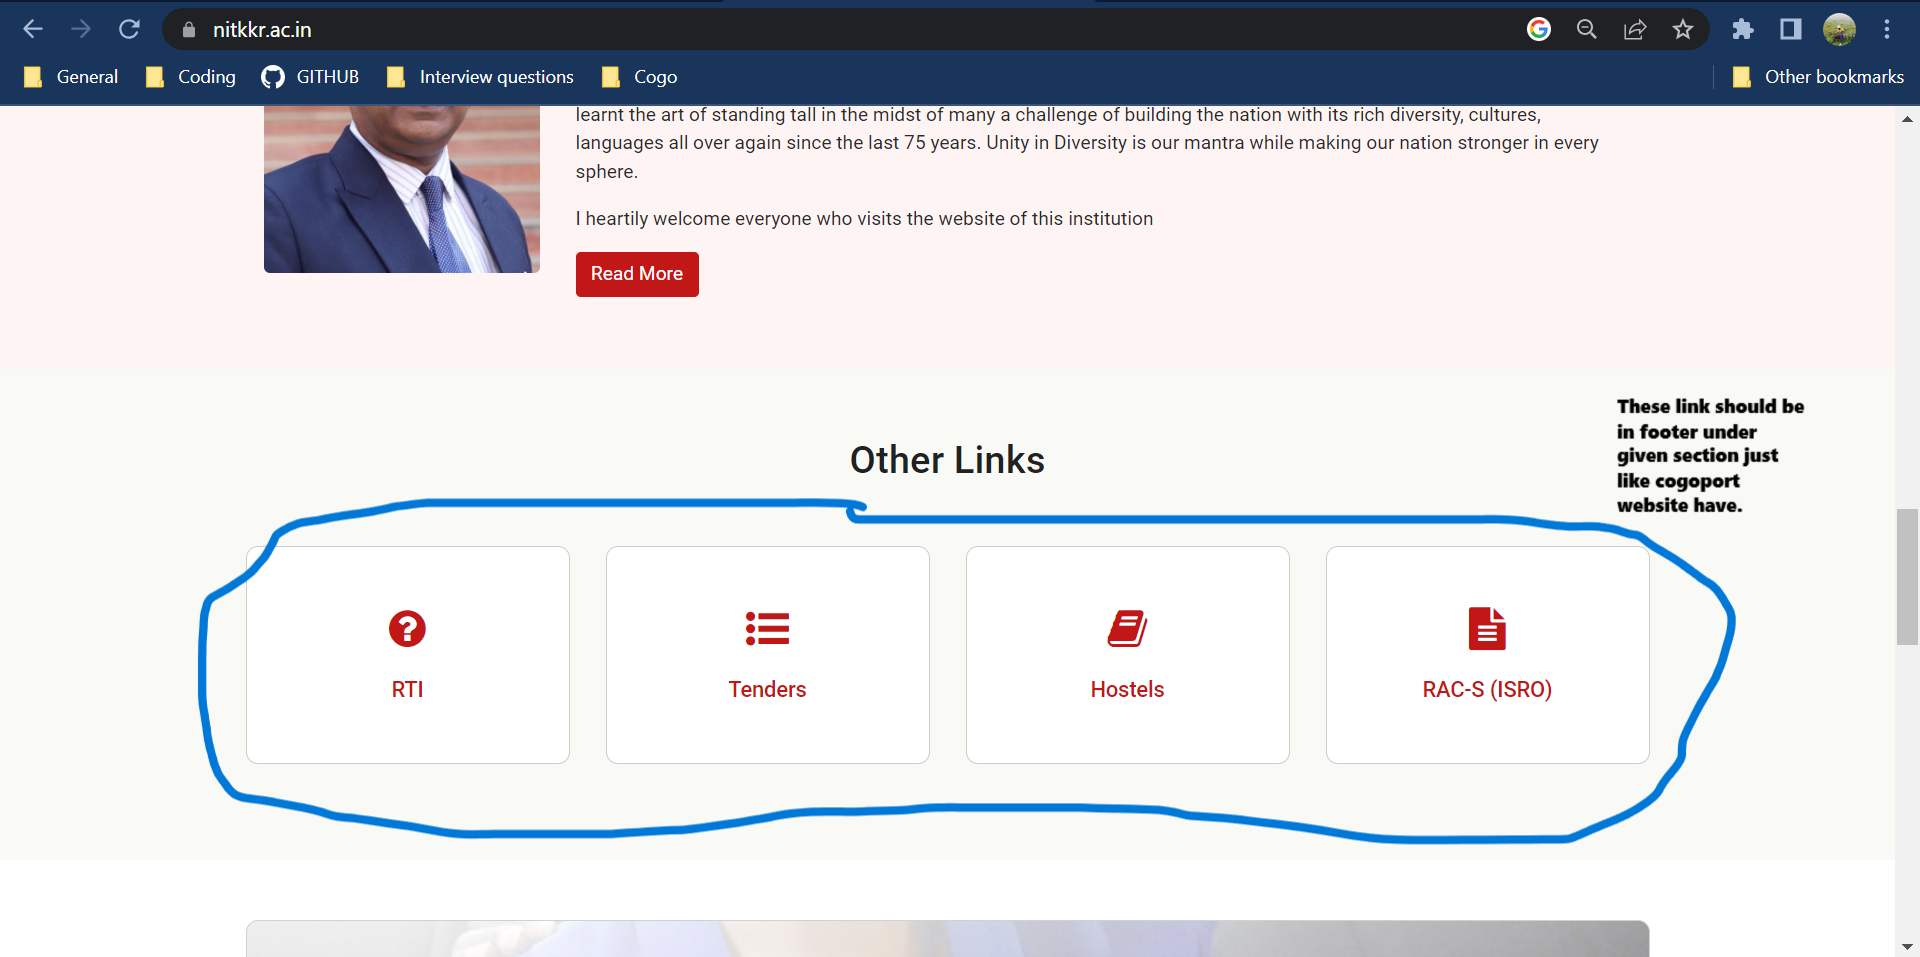 nitkkr.ac.in
General Coding GITHUB Interview questions Cogo Other bookmarks
learnt the art of standing tall in the midst of many a challenge of building the nation with its rich diversity, cultures,
languages all over again since the last 75 years. Unity in Diversity is our mantra while making our nation stronger in every
sphere.
I heartily welcome everyone who visits the website of this institution
Read More
These link should be
in footer under
given section just
like cogoport
website have.
Other Links
RTI
Tenders
Hostels
RAC-S (ISRO)